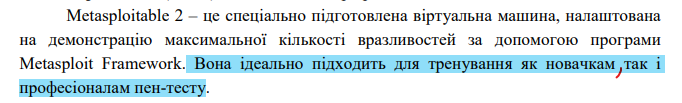 Metasploitable 2 – це спеціально підготовлена віртуальна машина, налаштована
на демонстрацію максимальної кількості вразливостей за допомогою програми
Metasploit Framework. Вона ідеально підходить для тренування як новачкам, так і
професіоналам пен-тесту.